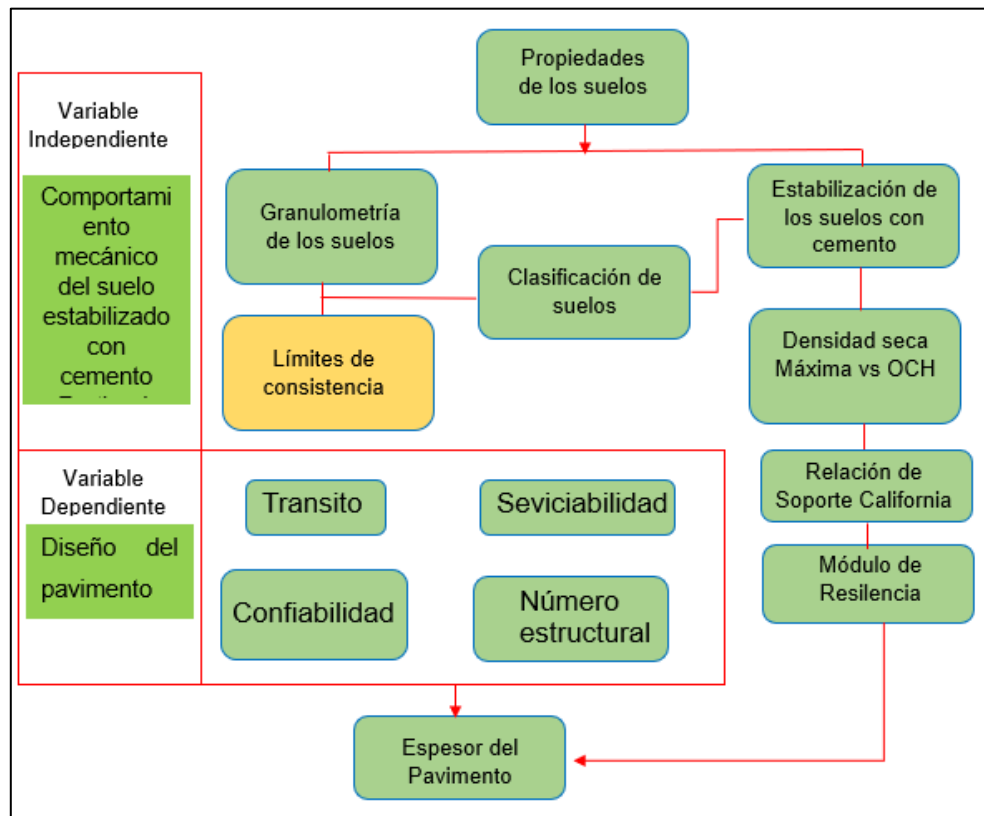 Propiedades
de los suelos
Variable
Independiente
Comportami
ento
mecánico
del suelo
estabilizado
con
cemento
Granulometría
de los suelos
Clasificación de
suelos
Estabilización de
los suelos con
cemento
Límites de
consistencia
Densidad seca
Máxima vs OCH
Variable
Dependiente
Diseño del
pavimento
Transito
Seviciabilidad
Confiabilidad
Número
estructural
Relación de
Soporte California
Módulo de
Resilencia
Espesor del
Pavimento